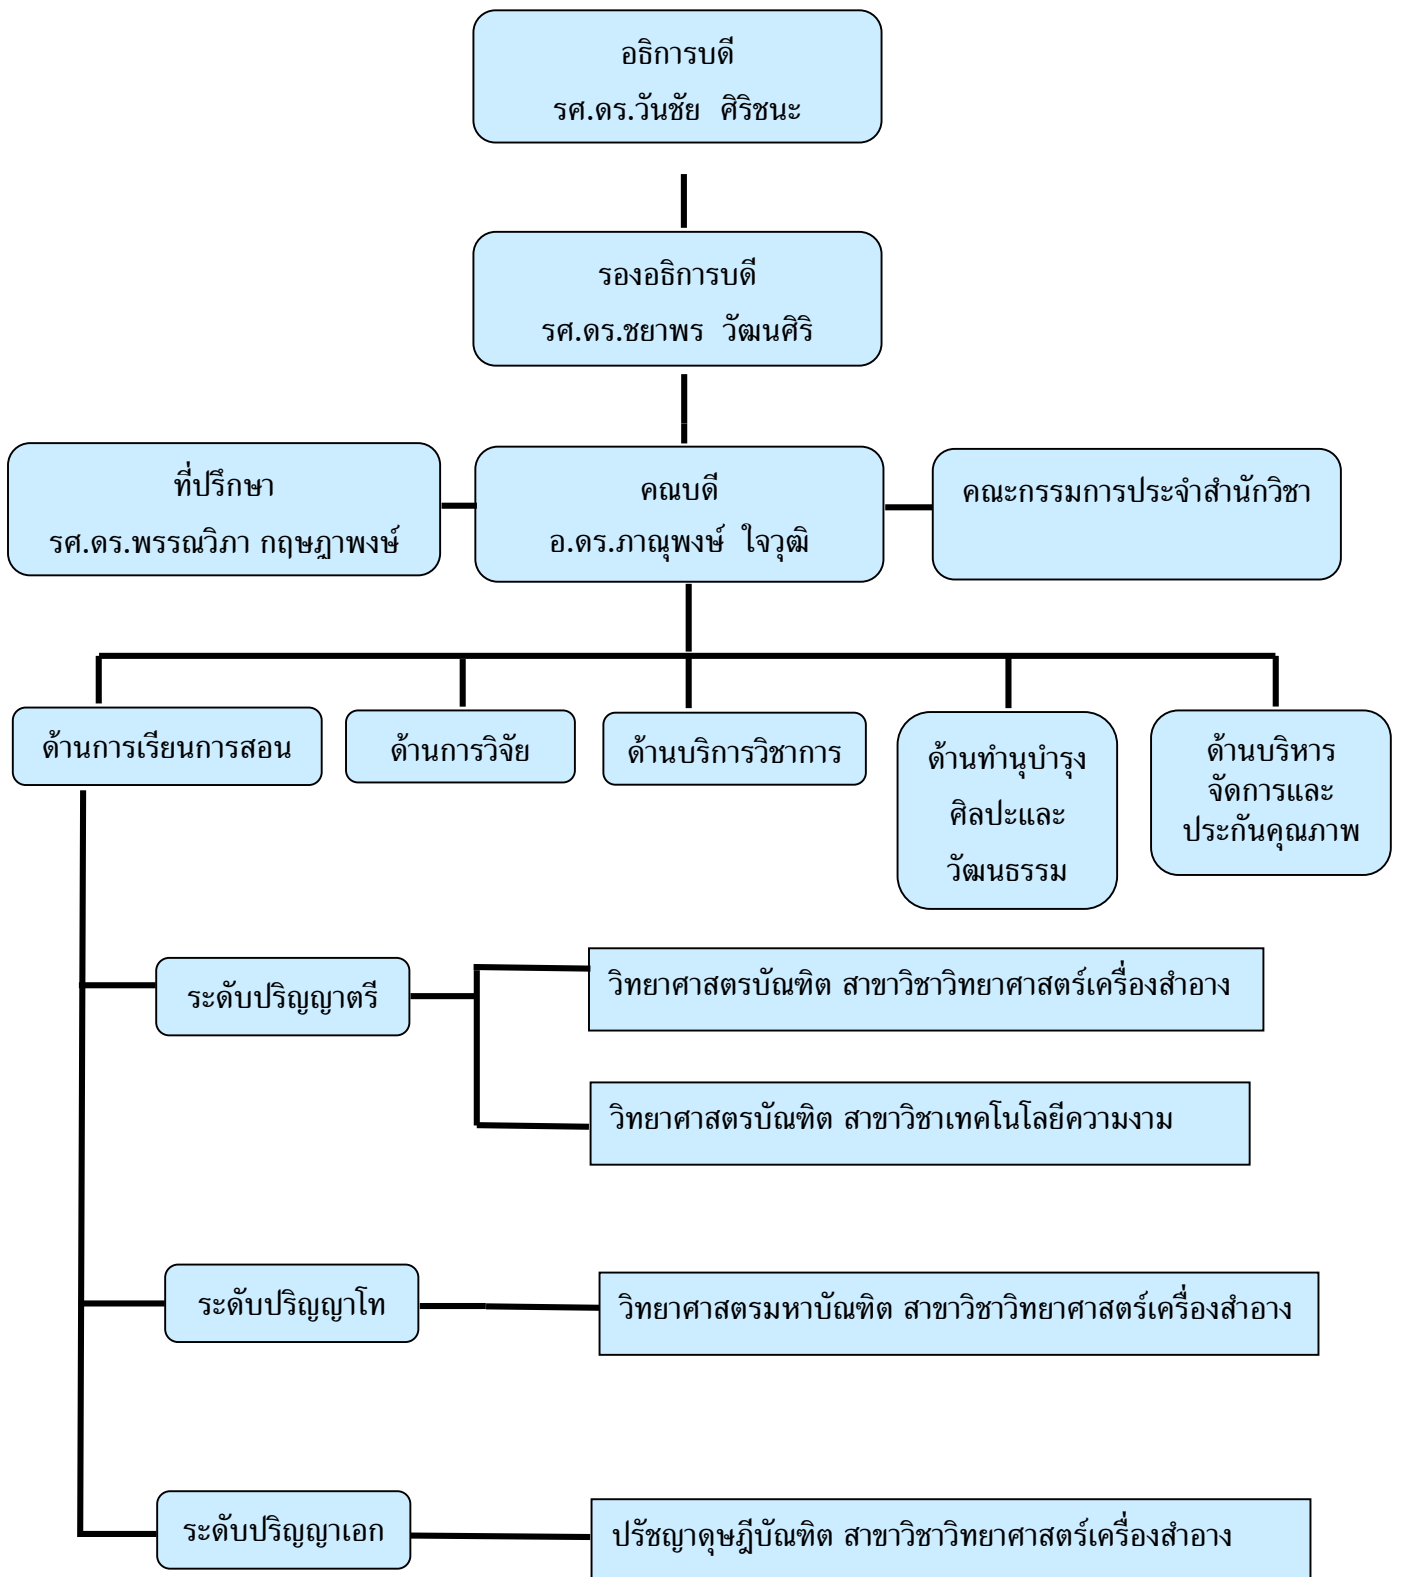 อธิการบดี
รศ.ดร.วันชัย ศิริชนะ
รองอธิการบดี
รศ.ดร.ชยาพร วัฒนศิริ
ที่ปรึกษา
รศ.ดร.พรรณวิภา กฤษฎาพงษ์
คณบดี
อ.ดร.ภาณุพงษ์ ใจวุฒิ
คณะกรรมการประจำสำนักวิชา
ด้านการเรียนการสอน
ด้านการวิจัย
ด้านบริการวิชาการ
ด้านทำนุบำรุง
ศิลปะและ
วัฒนธรรม
ด้านบริหาร
จัดการและ
ประกันคุณภาพ
ระดับปริญญาตรี
วิทยาศาสตรบัณฑิต สาขาวิชาวิทยาศาสตร์เครื่องสำอาง
วิทยาศาสตรบัณฑิต สาขาวิชาเทคโนโลยีความงาม
ระดับปริญญาโท
วิทยาศาสตรมหาบัณฑิต สาขาวิชาวิทยาศาสตร์เครื่องสำอาง
ระดับปริญญาเอก
ปรัชญาดุษฎีบัณฑิต สาขาวิชาวิทยาศาสตร์เครื่องสำอาง